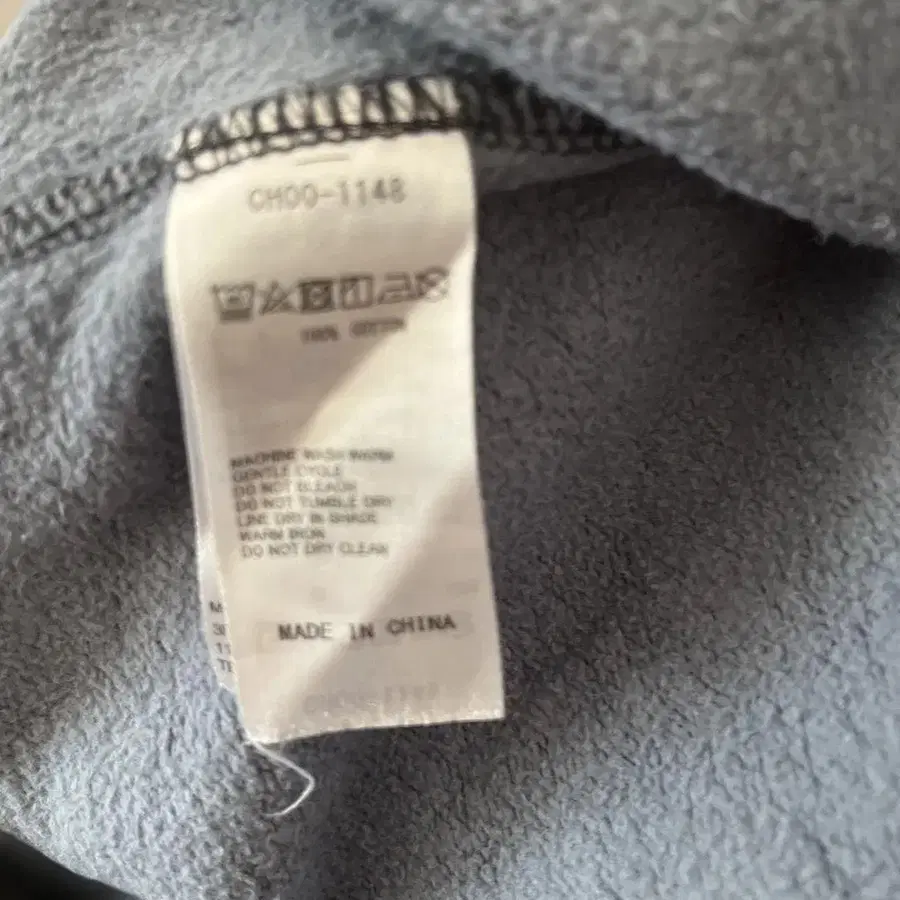 CH00-1148
100% COTTON
MACHINE WASH WARM
GENTLE CYCLE
DO NOT BLEACH
DO NOT TUMBLE DRY
LINE DRY IN SHADE
WARM IRON
DO NOT DRY CLEAN
MADE IN CHINA